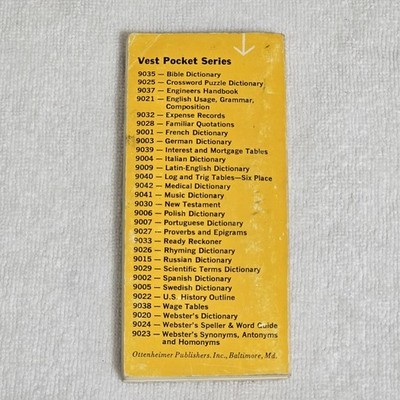 Vest Pocket Series
9035 — Bible Dictionary
9025 — Crossword Puzzle Dictionary
9037 — Engineers Handbook
9021 — English Usage, Grammar,
Composition
9032 — Expense Records
9028 — Familiar Quotations
9001 — French Dictionary
9003 — German Dictionary
9039 — Interest and Mortgage Tables
9004 — Italian Dictionary
9009 — Latin-English Dictionary
9040 — Log and Trig Tables—Six Place
9042 — Medical Dictionary
9041 — Music Dictionary
9030 — New Testament
9006 — Polish Dictionary
9007 — Portuguese Dictionary
9027 — Proverbs and Epigrams
9033 — Ready Reckoner
9026 — Rhyming Dictionary
9015 — Russian Dictionary
9029 — Scientific Terms Dictionary
9002 — Spanish Dictionary
9005 — Swedish Dictionary
9022 — U.S. History Outline
9038 — Wage Tables
9020 — Webster's Dictionary
9024 — Webster's Speller & Word Guide
9023 — Webster's Synonyms, Antonyms
and Homonyms
Ottenheimer Publishers, Inc., Baltimore, Md.